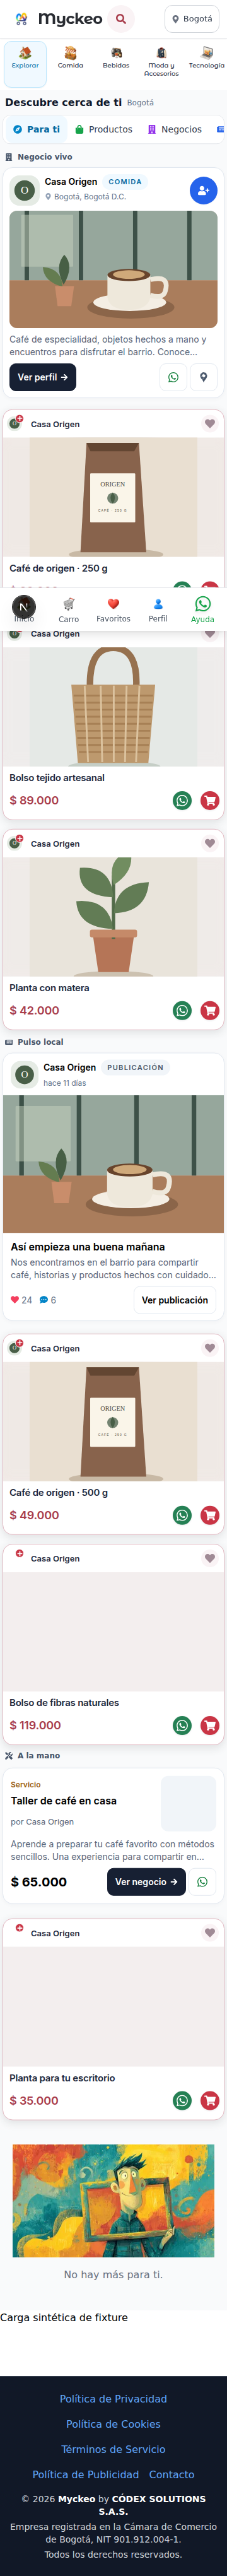 Myckeo
Bogotá
Explorar
Comida
Bebidas
Moda y
Accesorios
Tecnología
Descubre cerca de ti Bogotá
Para ti
Productos
Negocios
Negocio vivo
Casa Origen COMIDA
Bogotá, Bogotá D.C.
Café de especialidad, objetos hechos a mano y
encuentros para disfrutar el barrio. Conoce...
Ver perfil →
Casa Origen
ORIGEN
CAFÉ · 250 G
Café de origen · 250 g
Inicio
Carro
Favoritos
Perfil
Ayuda
Casa Origen
Bolso tejido artesanal
$ 89.000
Casa Origen
Planta con matera
$ 42.000
Pulso local
Casa Origen PUBLICACIÓN
hace 11 días
Así empieza una buena mañana
Nos encontramos en el barrio para compartir
café, historias y productos hechos con cuidado...
24 6
Ver publicación
Casa Origen
ORIGEN
CAFÉ · 250 G
Café de origen · 500 g
$ 49.000
Casa Origen
Bolso de fibras naturales
$ 119.000
A la mano
Servicio
Taller de café en casa
por Casa Origen
Aprende a preparar tu café favorito con métodos
sencillos. Una experiencia para compartir en...
$ 65.000
Ver negocio →
Casa Origen
Planta para tu escritorio
$ 35.000
No hay más para ti.
Carga sintética de fixture
Política de Privacidad
Política de Cookies
Términos de Servicio
Política de Publicidad Contacto
© 2026 Myckeo by CÓDEX SOLUTIONS
S.A.S.
Empresa registrada en la Cámara de Comercio
de Bogotá, NIT 901.912.004-1.
Todos los derechos reservados.